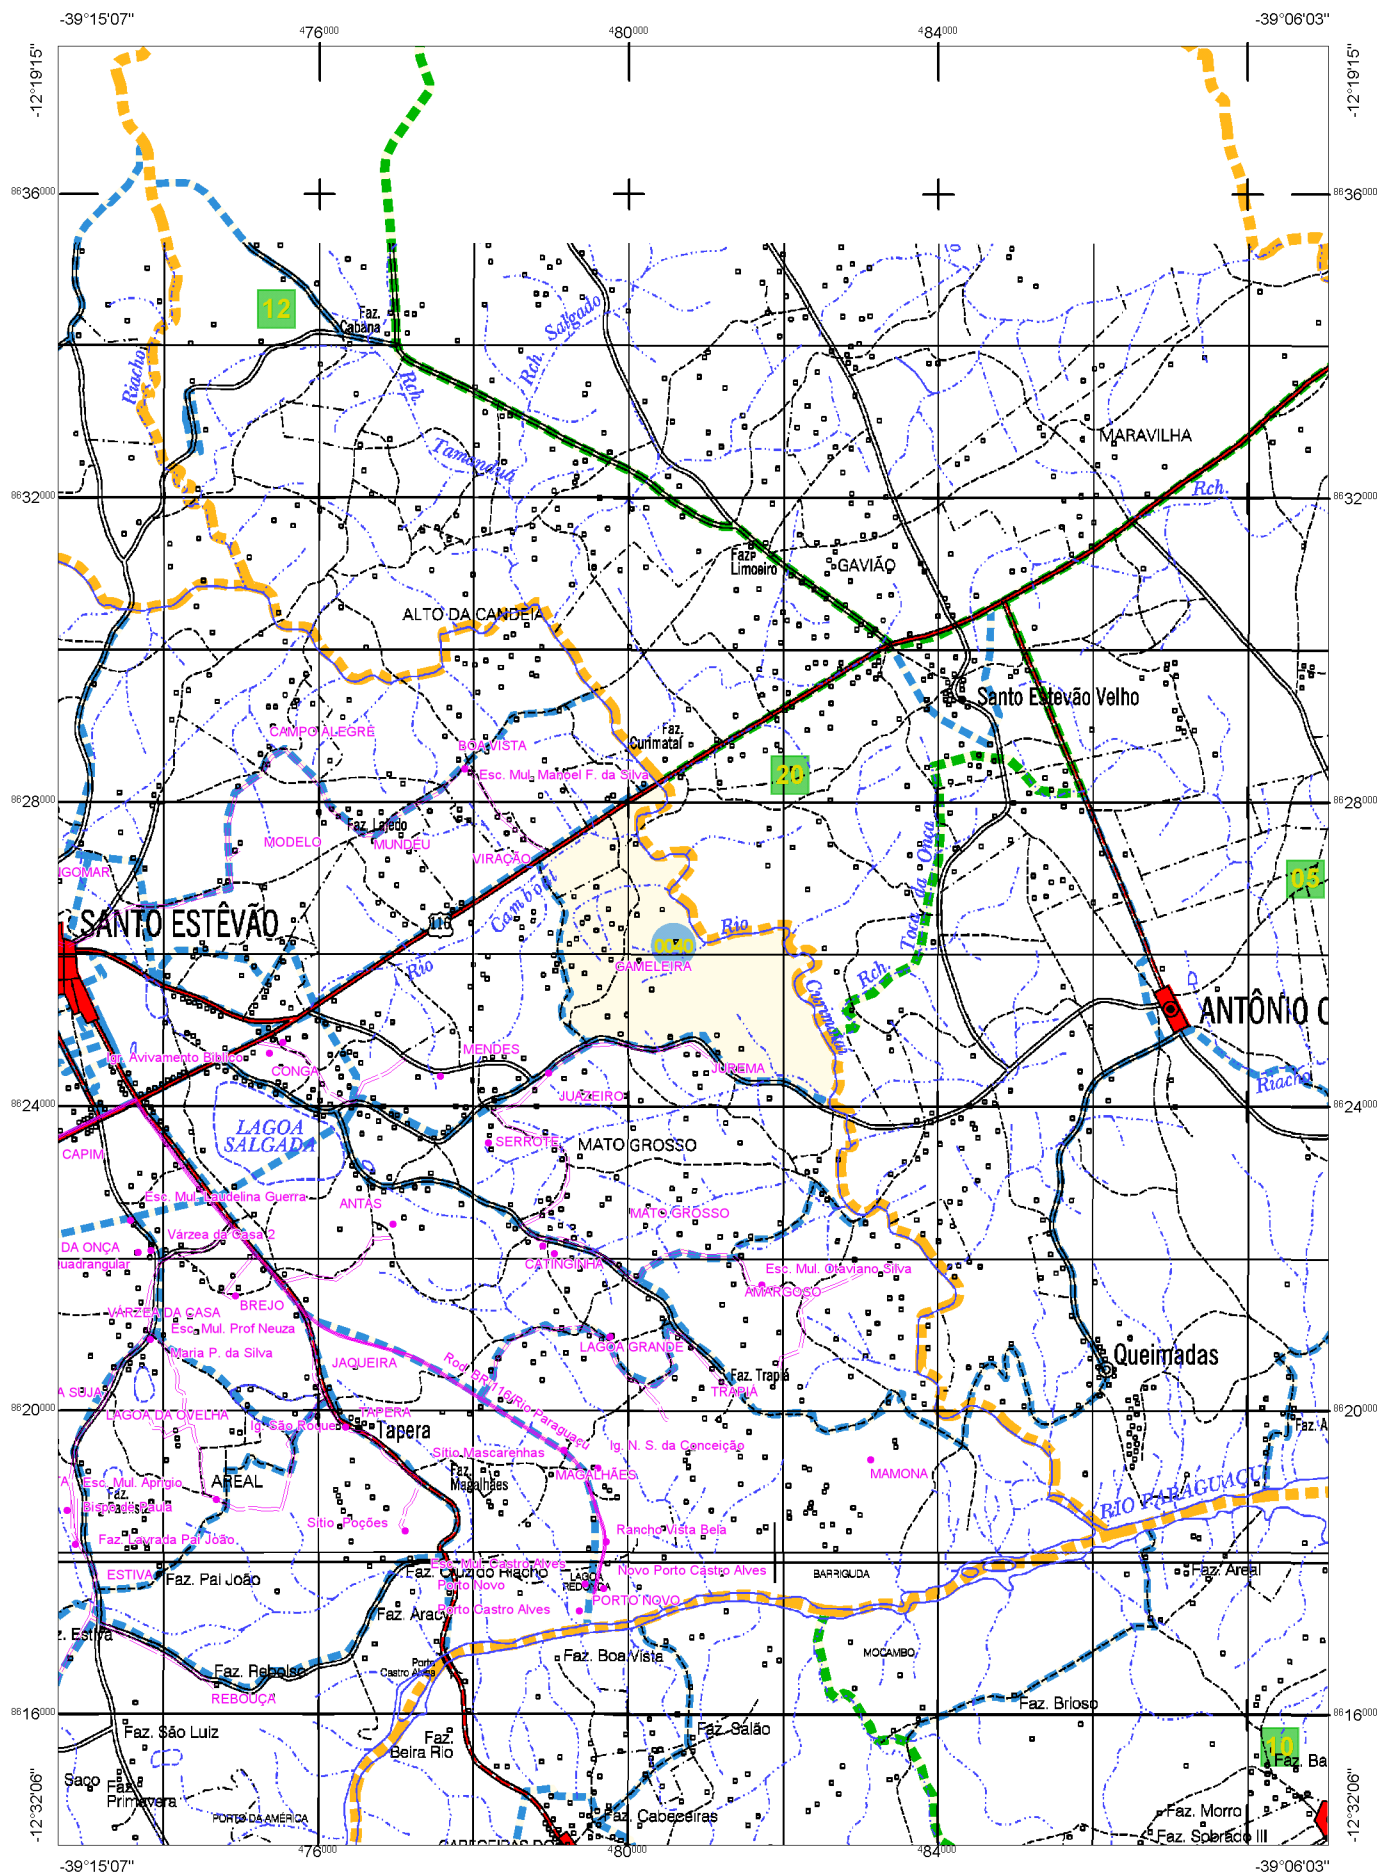 -39°15'07"
-39°06'03"
476000
480000
484000
-12°19'15"
-12°19'15"
8636000
8636000
12
Faz.
Cabana
Riacho
Rch.
Salgado
Rch.
Tamanduá
MARAVILHA
Rch.
8632000
8632000
Faz.
Limoeiro
GAVIÃO
ALTO DA CANDEIA
Santo Estevão Velho
CAMPO ALEGRE
BOA VISTA
Faz.
Curimataí
Esc. Mul. Manoel F. da Silva
20
8628000
8628000
Faz. Lajedo
MODELO
MUNDEU
VIRAÇÃO
IGOMAR
05
SANTO ESTÊVÃO
116
Camboai
Rio
Rio
0040
GAMELEIRA
Toca da Onça
Rch.
Curimataí
ANTÔNIO C
MENDES
Igr. Avivamento Bíblico
CONGA
JUREMA
JUAZEIRO
Riacho
8624000
8624000
LAGOA
SALGADA
SERROTE
MATO GROSSO
CAPIM
Esc. Mul. Laudelina Guerra
ANTAS
MATO GROSSO
Várzea da Casa 2
DA ONÇA
uadrangular
CATINGINHA
Esc. Mul. Otaviano Silva
AMARGOSO
BREJO
VÁRZEA DA CASA
Esc. Mul. Prof Neuza
Maria P. da Silva
JAQUEIRA
LAGOA GRANDE
Rod. BR 116/Rio Paraguaçu
Queimadas
Faz. Trapiá
TRAPIÁ
A SUJA
LAGOA DA OVELHA
TAPERA
Ig. São Roque
Tapera
8620000
8620000
Faz. A
Sítio Mascarenhas
Ig. N. S. da Conceição
MAGALHÃES
MAMONA
Faz.
Magalhães
AREAL
TA
Esc. Mul. Aprigio
Bispo de Paula
Faz.
RIO PARAGUAÇU
Sítio Poções
Rancho Vista Bela
Faz. Lavrada Pai João
ESTIVA
Faz. Pai João
Esc. Mul. Castro Alves
Faz. Cruz do Riacho
Porto Novo
LAGOA
REDONDA
Novo Porto Castro Alves
PORTO NOVO
BARRIGUDA
Faz. Areal
Faz. Araçy
Porto Castro Alves
z. Estiva
Faz. Rebolso
Porto
Castro Alves
Faz. Boa Vista
MOCAMBO
REBOUÇA
Faz. Brioso
8616000
8616000
Faz. São Luiz
Faz.
Beira Rio
Faz. Salão
10
Faz. Ba
Saco
Faz.
Primavera
PORTO DA AMÉRICA
Faz. Cabeceiras
CABECEIRAS DO
Faz. Morro
Faz. Sobrado III
-12°32'06"
-12°32'06"
476000
480000
484000
-39°15'07"
-39°06'03"